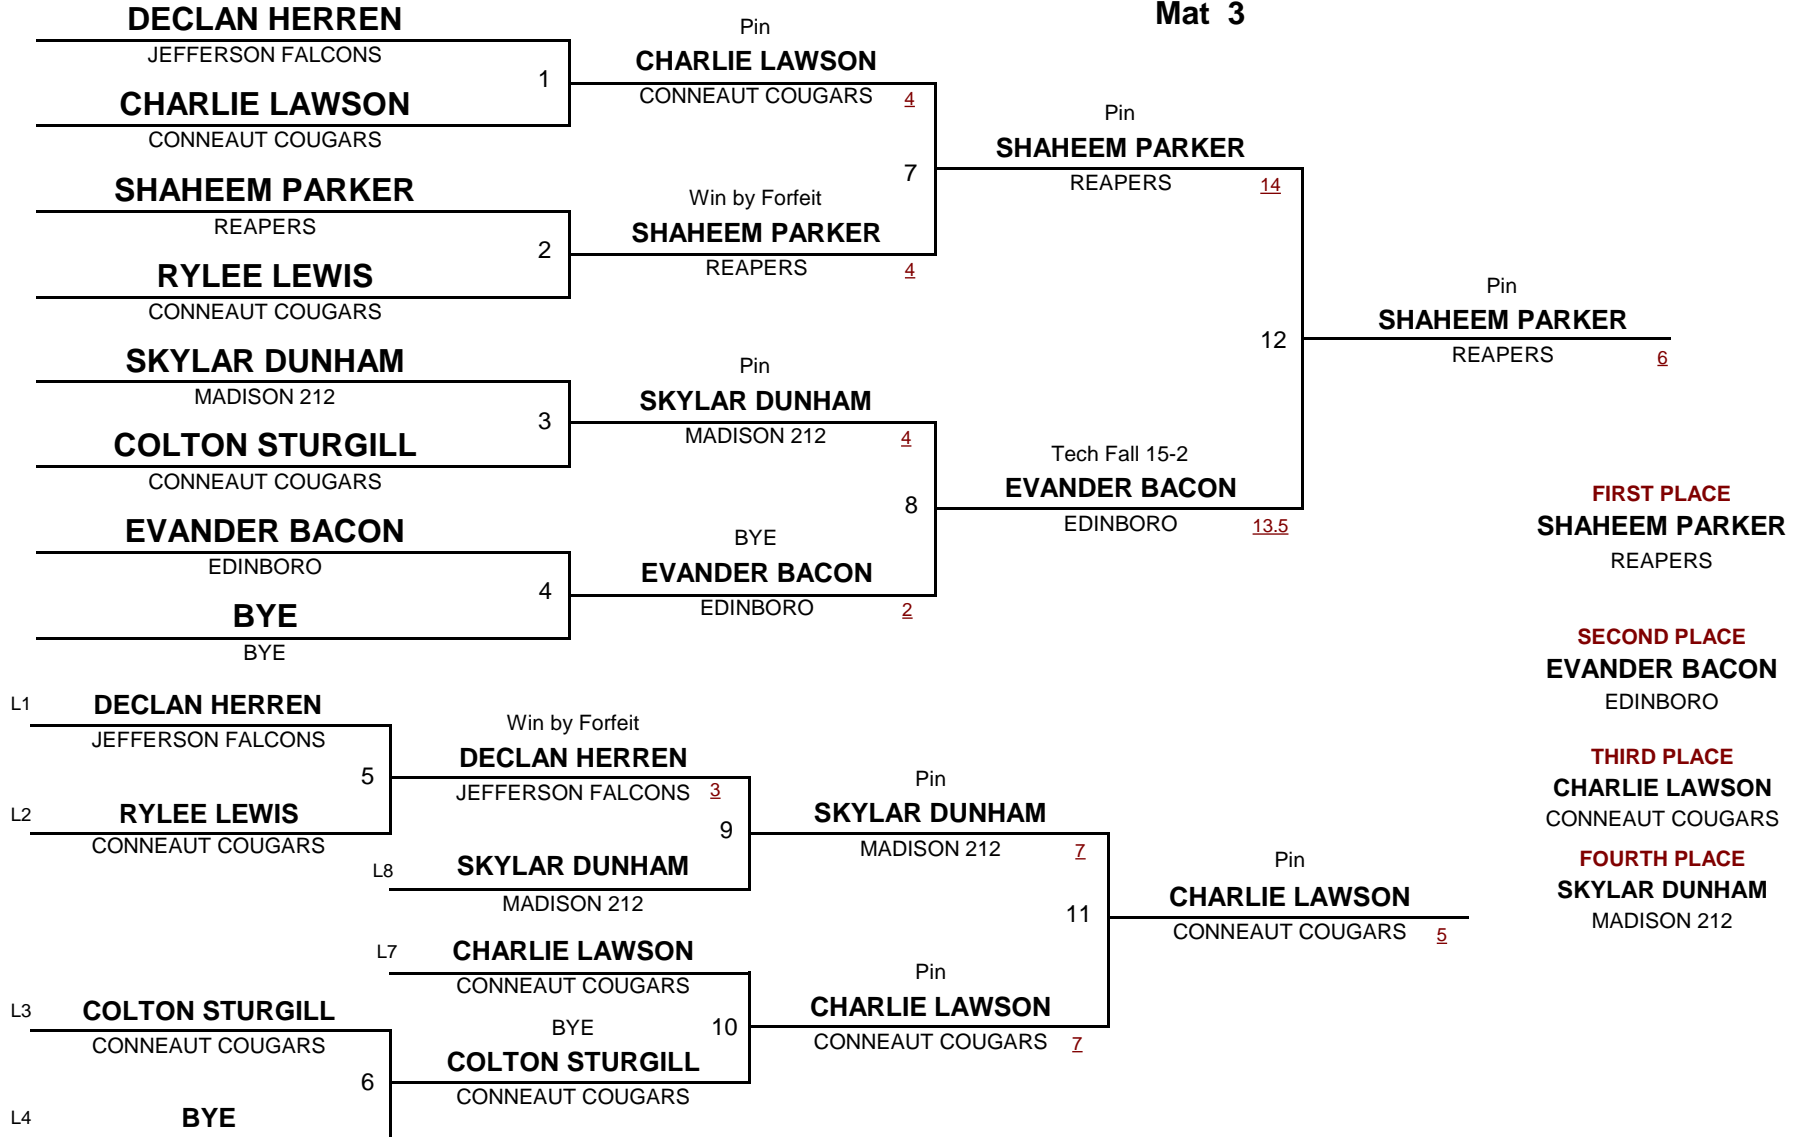 Mat 3
DECLAN HERREN
JEFFERSON FALCONS
1
CHARLIE LAWSON
CONNEAUT COUGARS
SHAHEEM PARKER
REAPERS
2
RYLEE LEWIS
CONNEAUT COUGARS
SKYLAR DUNHAM
MADISON 212
3
COLTON STURGILL
CONNEAUT COUGARS
EVANDER BACON
EDINBORO
4
BYE
BYE
Pin
CHARLIE LAWSON
CONNEAUT COUGARS 4
7
Win by Forfeit
SHAHEEM PARKER
REAPERS 4
Pin
SKYLAR DUNHAM
MADISON 212 4
8
BYE
EVANDER BACON
EDINBORO 2
Pin
SHAHEEM PARKER
REAPERS 14
12
Tech Fall 15-2
EVANDER BACON
EDINBORO 13.5
Pin
SHAHEEM PARKER
REAPERS 6
FIRST PLACE
SHAHEEM PARKER
REAPERS
SECOND PLACE
EVANDER BACON
EDINBORO
THIRD PLACE
CHARLIE LAWSON
CONNEAUT COUGARS
FOURTH PLACE
SKYLAR DUNHAM
MADISON 212
L1 DECLAN HERREN
JEFFERSON FALCONS
5
L2 RYLEE LEWIS
CONNEAUT COUGARS
L3 COLTON STURGILL
CONNEAUT COUGARS
6
L4 BYE
Win by Forfeit
DECLAN HERREN
JEFFERSON FALCONS 3
9
L8 SKYLAR DUNHAM
MADISON 212
L7 CHARLIE LAWSON
CONNEAUT COUGARS
BYE 10
COLTON STURGILL
CONNEAUT COUGARS
Pin
SKYLAR DUNHAM
MADISON 212 7
11
Pin
CHARLIE LAWSON
CONNEAUT COUGARS 7
Pin
CHARLIE LAWSON
CONNEAUT COUGARS 5